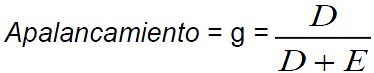 Apalancamiento = g = D / (D + E)